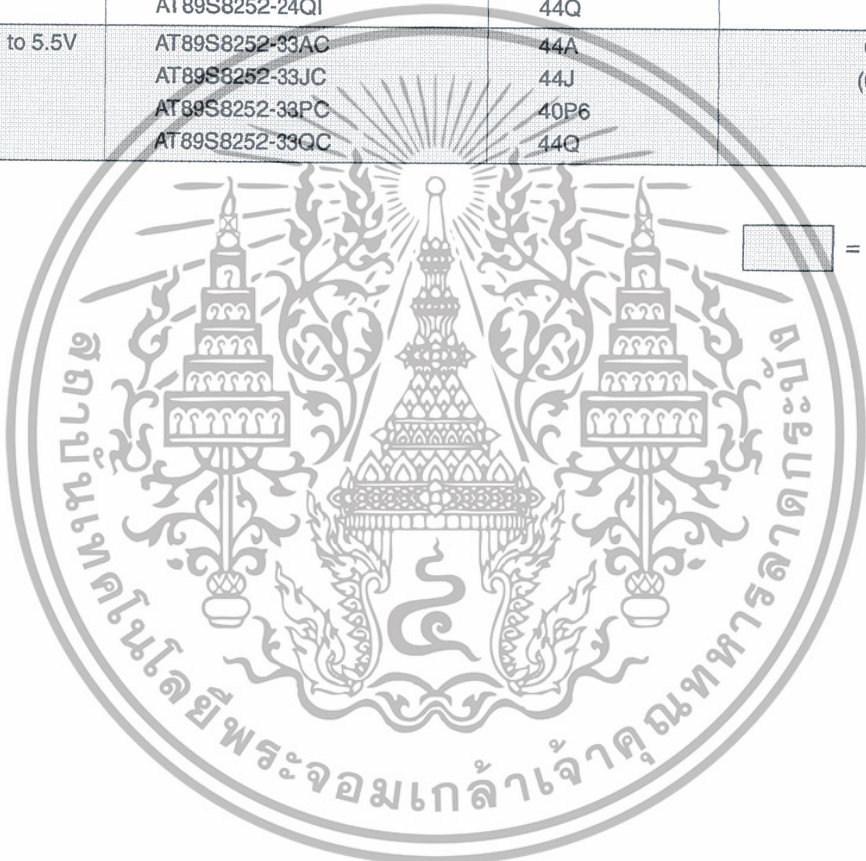 AT89S8252-24QI 44Q
to 5.5V AT89S8252-33AC 44A
AT89S8252-33JC 44J (
AT89S8252-33PC 40P6
AT89S8252-33QC 44Q
=
สถาบันเทคโนโลยีพระจอมเกล้าเจ้าคุณทหารลาดกระบัง
๔